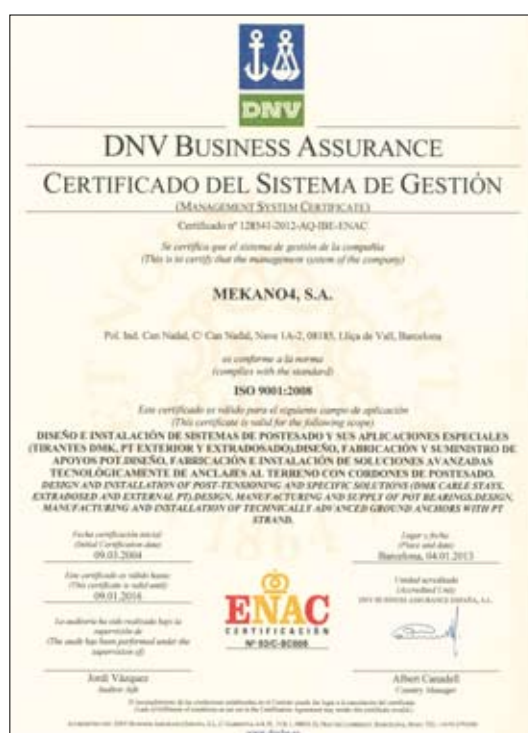 DNV
DNV BUSINESS ASSURANCE
CERTIFICADO DEL SISTEMA DE GESTIÓN
(MANAGEMENT SYSTEM CERTIFICATE)
Certificado nº 128541-2012-AQ-IBE-ENAC
Se certifica que el sistema de gestión de la compañía
(This is to certify that the management system of the company)
MEKANO4, S.A.
Pol. Ind. Can Nadal, C/ Can Nadal, Nave 1A-2, 08185, Lliça de Vall, Barcelona
es conforme a la norma
(complies with the standard)
ISO 9001:2008
Este certificado es válido para el siguiente campo de aplicación
(This certificate is valid for the following scope)
DISEÑO E INSTALACIÓN DE SISTEMAS DE POSTESADO Y SUS APLICACIONES ESPECIALES
(TIRANTES DMK, PT EXTERIOR Y EXTRADOSADO).DISEÑO, FABRICACIÓN Y SUMINISTRO DE
APOYOS POT.DISEÑO, FABRICACIÓN E INSTALACIÓN DE SOLUCIONES AVANZADAS
TECNOLÓGICAMENTE DE ANCLAJES AL TERRENO CON CORDONES DE POSTESADO.
DESIGN AND INSTALLATION OF POST-TENSIONING AND SPECIFIC SOLUTIONS (DMK CABLE STAYS,
EXTRADOSED AND EXTERNAL PT).DESIGN, MANUFACTURING AND SUPPLY OF POT BEARINGS.DESIGN,
MANUFACTURING AND INSTALLATION OF TECHNICALLY ADVANCED GROUND ANCHORS WITH PT
STRAND.
Fecha certificación inicial:
(Initial Certification date)
09.03.2004
Lugar y fecha
(Place and date)
Barcelona, 04.01.2013
Este certificado es válido hasta:
(This certificate is valid until)
09.01.2016
Unidad acreditada
(Accredited Unit)
DNV BUSINESS ASSURANCE ESPAÑA, S.L.
La auditoría ha sido realizada bajo la
supervisión de
(The audit has been performed under the
supervision of)
ENAC
CERTIFICACIÓN
Nº 03/C-SC006
Jordi Vázquez
Auditor Jefe
Albert Canadell
Country Manager